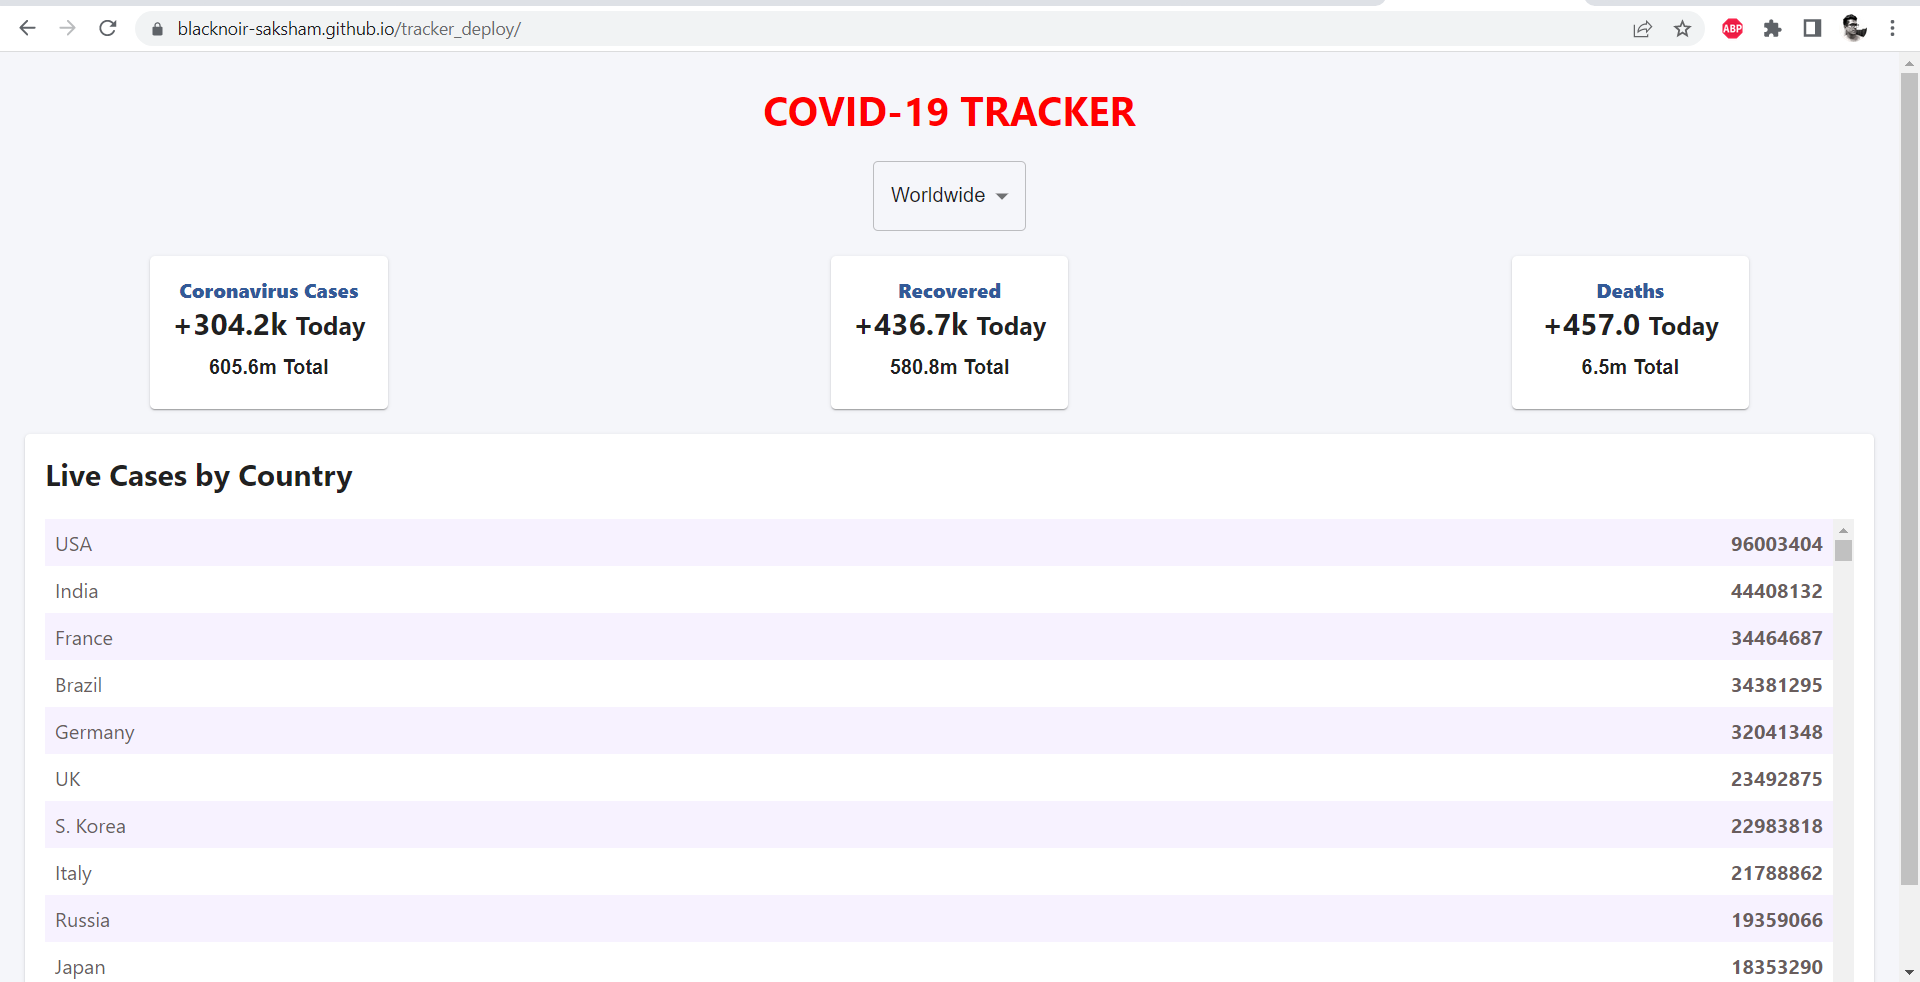 blacknoir-saksham.github.io/tracker_deploy/
ABP
COVID-19 TRACKER
Worldwide
Coronavirus Cases
+304.2k Today
605.6m Total
Recovered
+436.7k Today
580.8m Total
Deaths
+457.0 Today
6.5m Total
Live Cases by Country
USA 96003404
India 44408132
France 34464687
Brazil 34381295
Germany 32041348
UK 23492875
S. Korea 22983818
Italy 21788862
Russia 19359066
Japan 18353290